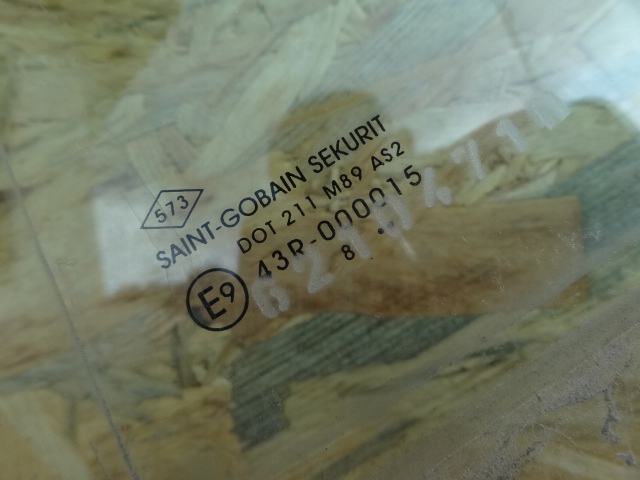 573
SAINT-GOBAIN SEKURIT
DOT 211 M89 AS2
43R-000015
E9
8 ..